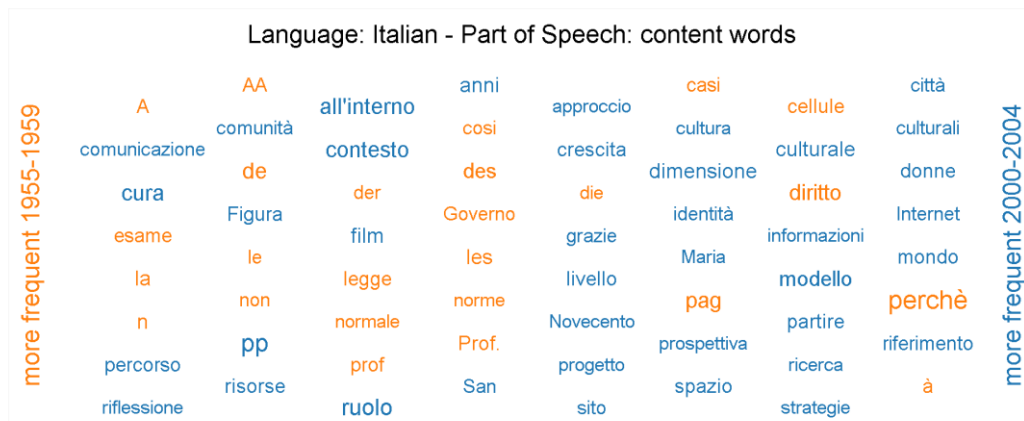 Language: Italian - Part of Speech: content words
more frequent 1955-1959
A
comunicazione
cura
esame
la
n
percorso
riflessione
AA
comunità
de
Figura
le
non
pp
risorse
all'interno
contesto
der
film
legge
normale
prof
ruolo
anni
cosi
des
Governo
les
norme
Prof.
San
approccio
crescita
die
grazie
livello
Novecento
progetto
sito
casi
cultura
dimensione
identità
Maria
pag
prospettiva
spazio
cellule
culturale
diritto
informazioni
modello
partire
ricerca
strategie
città
culturali
donne
Internet
mondo
perchè
riferimento
à
more frequent 2000-2004